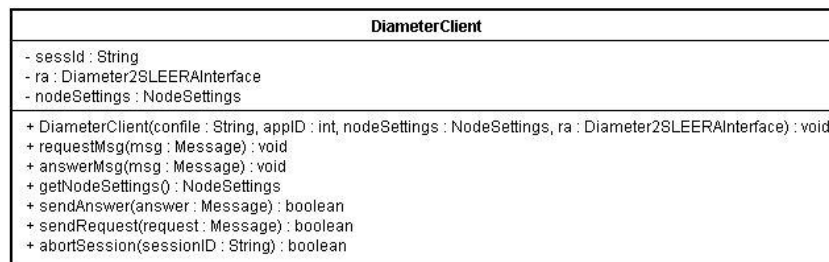 DiameterClient
- sessId : String
- ra : Diameter2SLEERAInterface
- nodeSettings : NodeSettings
+ DiameterClient(confile : String, appID : int, nodeSettings : NodeSettings, ra : Diameter2SLEERAInterface) : void
+ requestMsg(msg : Message) : void
+ answerMsg(msg : Message) : void
+ getNodeSettings() : NodeSettings
+ sendAnswer(answer : Message) : boolean
+ sendRequest(request : Message) : boolean
+ abortSession(sessionID : String) : boolean